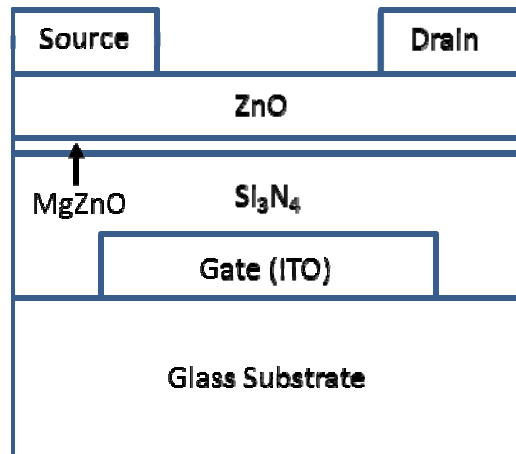 Source
Drain
ZnO
MgZnO
Si₃N₄
Gate (ITO)
Glass Substrate